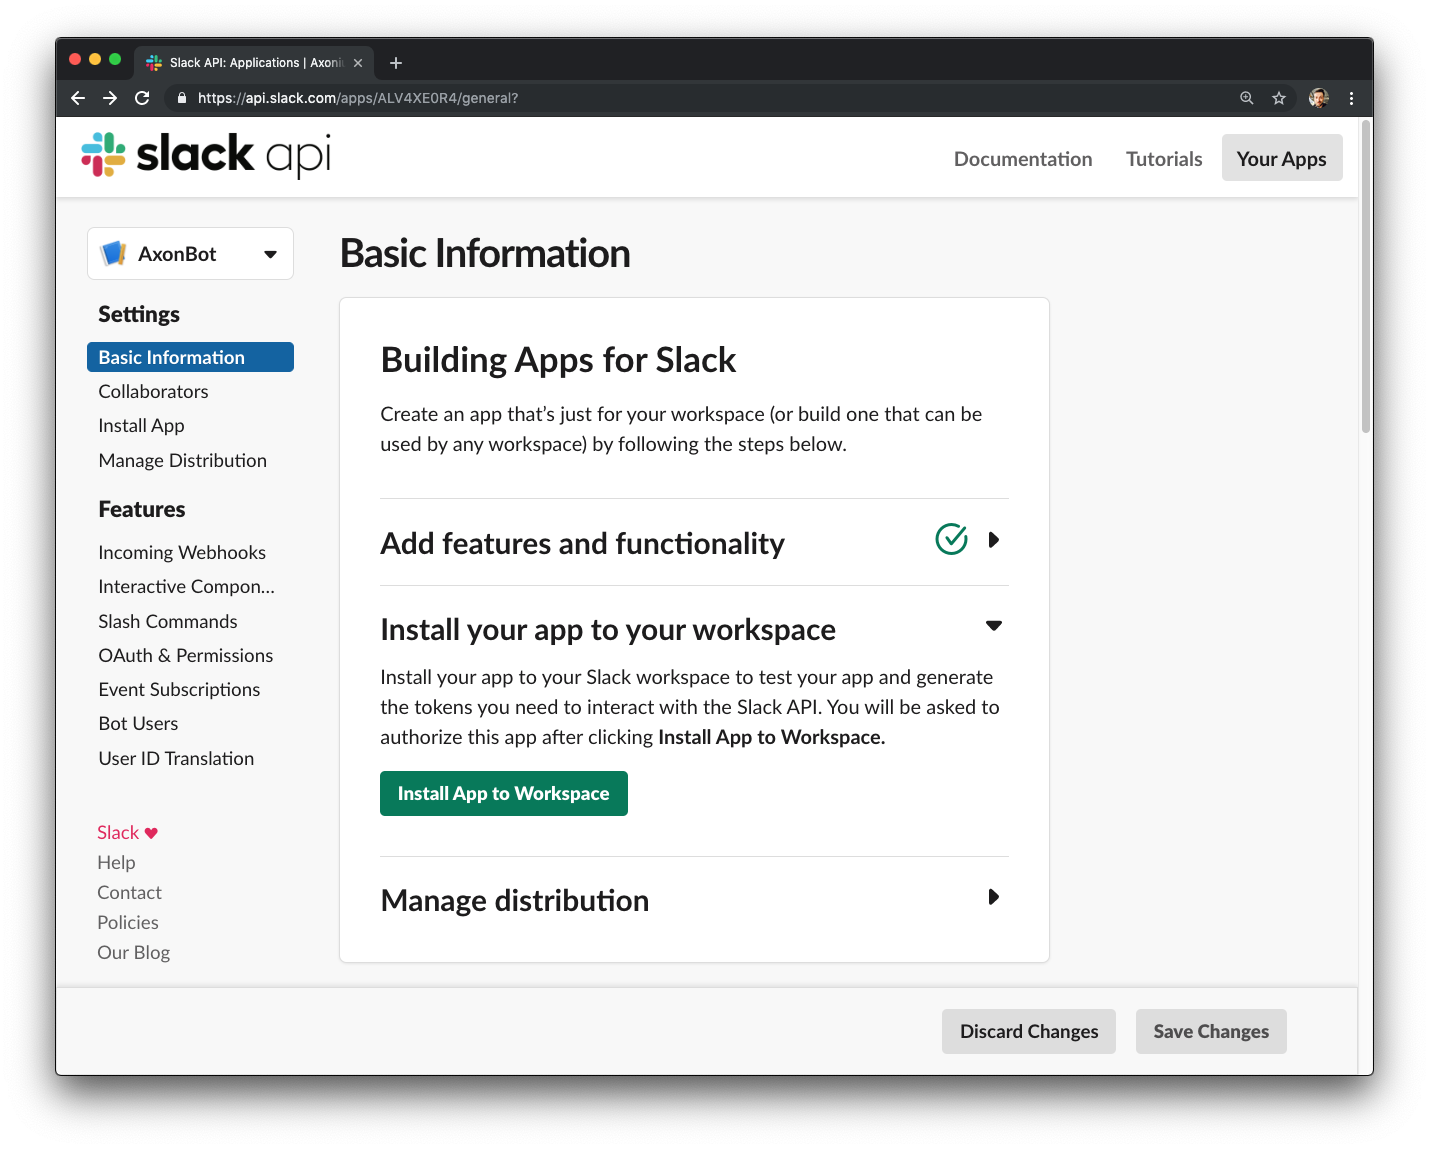 Slack API: Applications | Axoni
https://api.slack.com/apps/ALV4XE0R4/general?
slack api
Documentation
Tutorials
Your Apps
AxonBot
Basic Information
Settings
Basic Information
Collaborators
Install App
Manage Distribution
Features
Incoming Webhooks
Interactive Compon...
Slash Commands
OAuth & Permissions
Event Subscriptions
Bot Users
User ID Translation
Slack ♥
Help
Contact
Policies
Our Blog
Building Apps for Slack
Create an app that’s just for your workspace (or build one that can be
used by any workspace) by following the steps below.
Add features and functionality
Install your app to your workspace
Install your app to your Slack workspace to test your app and generate
the tokens you need to interact with the Slack API. You will be asked to
authorize this app after clicking Install App to Workspace.
Install App to Workspace
Manage distribution
Discard Changes
Save Changes